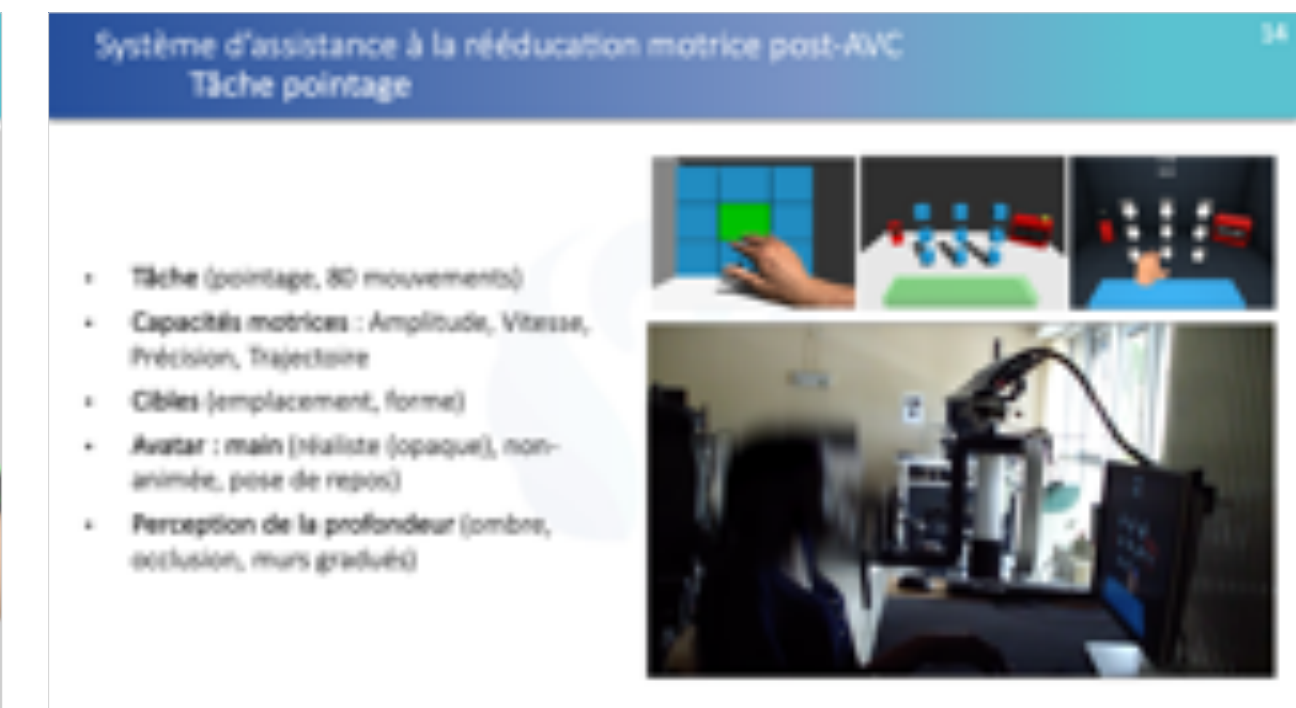 Système d'assistance à la rééducation motrice post-AVC
14
Tâche pointage
• Tâche (pointage, 80 mouvements)
• Capacités motrices : Amplitude, Vitesse,
Précision, Trajectoire
• Cibles (emplacement, forme)
• Avatar : main (réaliste (opaque), non-
animée, pose de repos)
• Perception de la profondeur (ombre,
occlusion, murs gradués)